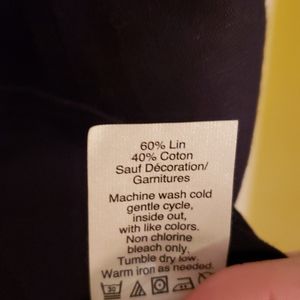 60% Lin
40% Coton
Sauf Décoration/
Garnitures
Machine wash cold
gentle cycle,
inside out,
with like colors.
Non chlorine
bleach only.
Tumble dry low.
Warm iron as needed.
30